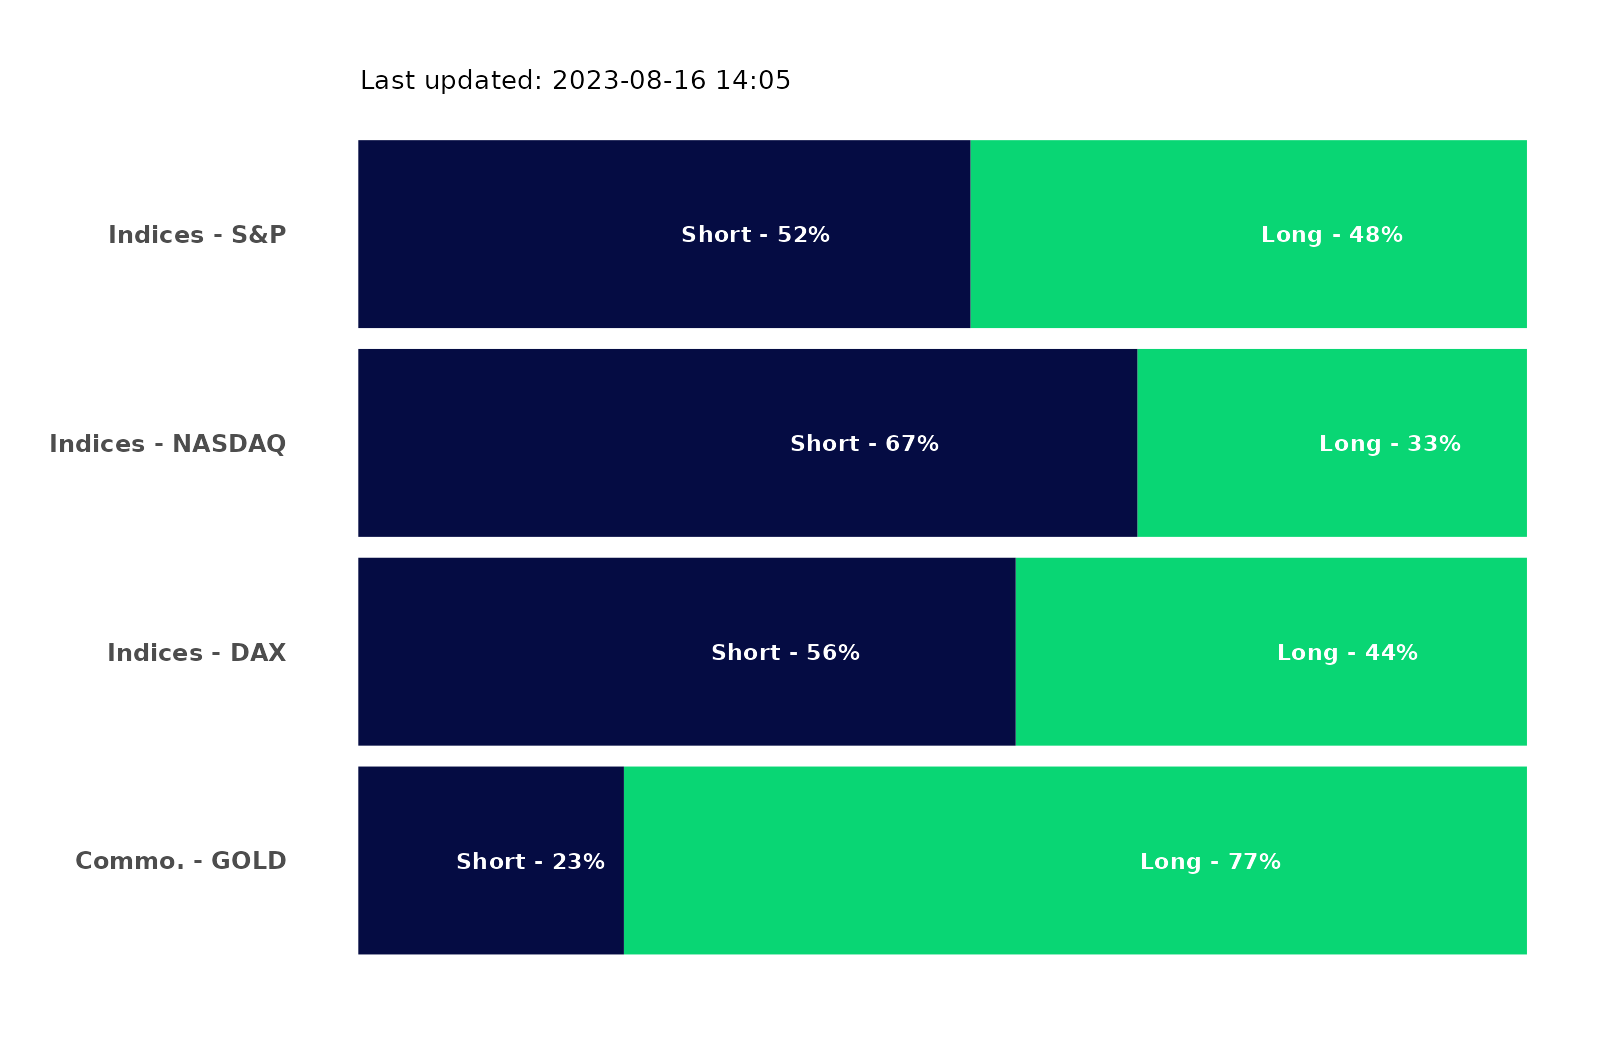 Last updated: 2023-08-16 14:05
Indices - S&P
Short - 52%
Long - 48%
Indices - NASDAQ
Short - 67%
Long - 33%
Indices - DAX
Short - 56%
Long - 44%
Commo. - GOLD
Short - 23%
Long - 77%